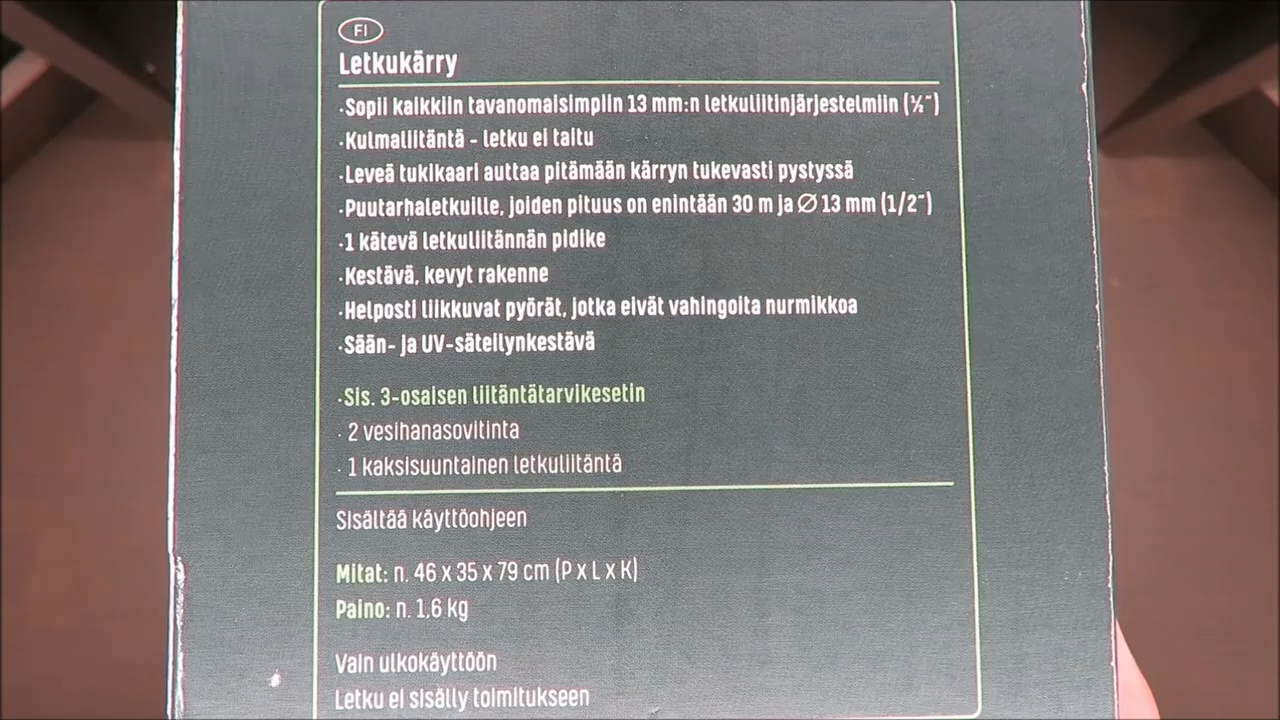 FI
Letkukärry
·Sopii kaikkiin tavanomaisimpiin 13 mm:n letkuliitinjärjestelmiin (½˝)
·Kulmaliitäntä - letku ei taitu
·Leveä tukikaari auttaa pitämään kärryn tukevasti pystyssä
·Puutarhaletkuille, joiden pituus on enintään 30 m ja Ø 13 mm (1/2˝)
·1 kätevä letkuliitännän pidike
·Kestävä, kevyt rakenne
·Helposti liikkuvat pyörät, jotka eivät vahingoita nurmikkoa
·Sään- ja UV-säteilynkestävä
·Sis. 3-osaisen liitäntätarvikesetin
· 2 vesihanasovitinta
· 1 kaksisuuntainen letkuliitäntä
Sisältää käyttöohjeen
Mitat: n. 46 x 35 x 79 cm (P x L x K)
Paino: n. 1,6 kg
Vain ulkokäyttöön
Letku ei sisälly toimitukseen